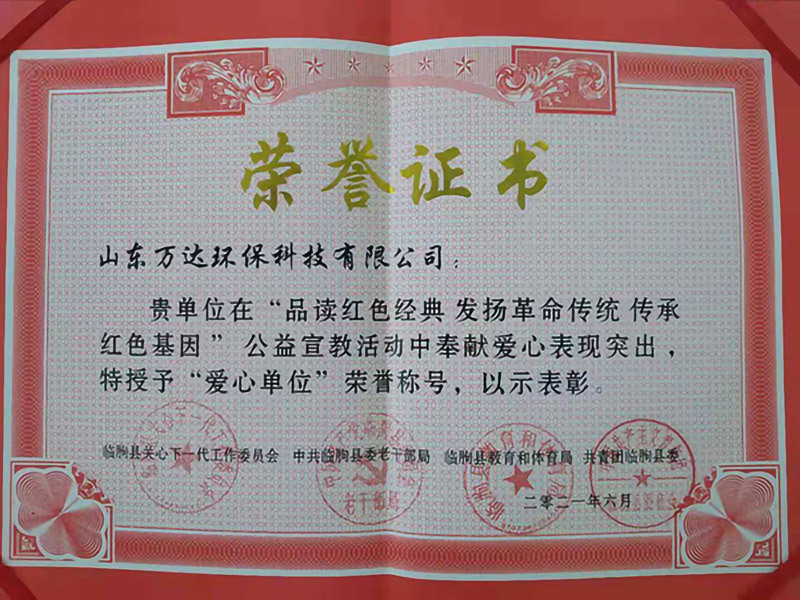 荣誉证书
山东万达环保科技有限公司：
贵单位在“品读红色经典 发扬革命传统 传承
红色基因”公益宣教活动中奉献爱心表现突出，
特授予“爱心单位”荣誉称号，以示表彰。
临朐县关心下一代工作委员会 中共临朐县委老干部局 临朐县教育和体育局 共青团临朐县委
二零二一年六月
老干部局